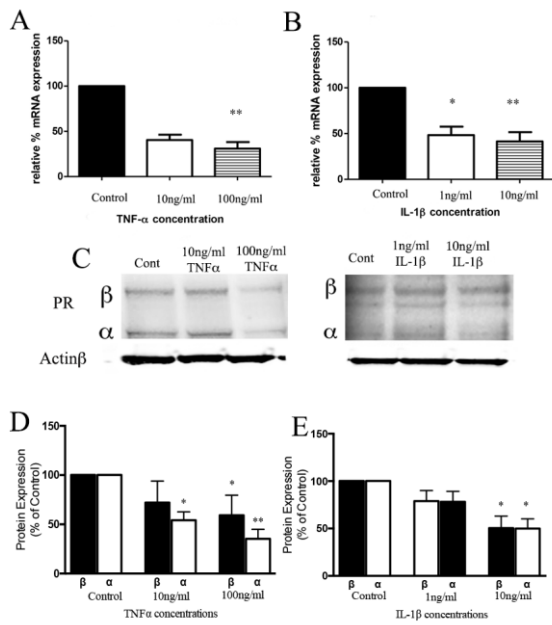 A
relative % mRNA expression
150
100
50
0
**
Control
10ng/ml
100ng/ml
TNF-α concentration
B
relative % mRNA expression
150
100
50
0
*
**
Control
1ng/ml
10ng/ml
IL-1β concentration
C
PR
β
α
Actinβ
Cont
10ng/ml
TNFα
100ng/ml
TNFα
β
α
Cont
1ng/ml
IL-1β
10ng/ml
IL-1β
D
Protein Expression
(% of Control)
150
100
50
0
*
*
**
β α β α β α
Control
10ng/ml
100ng/ml
TNFα concentrations
E
Protein Expression
(% of Control)
150
100
50
0
* *
β α β α β α
Control
1ng/ml
10ng/ml
IL-1β concentrations